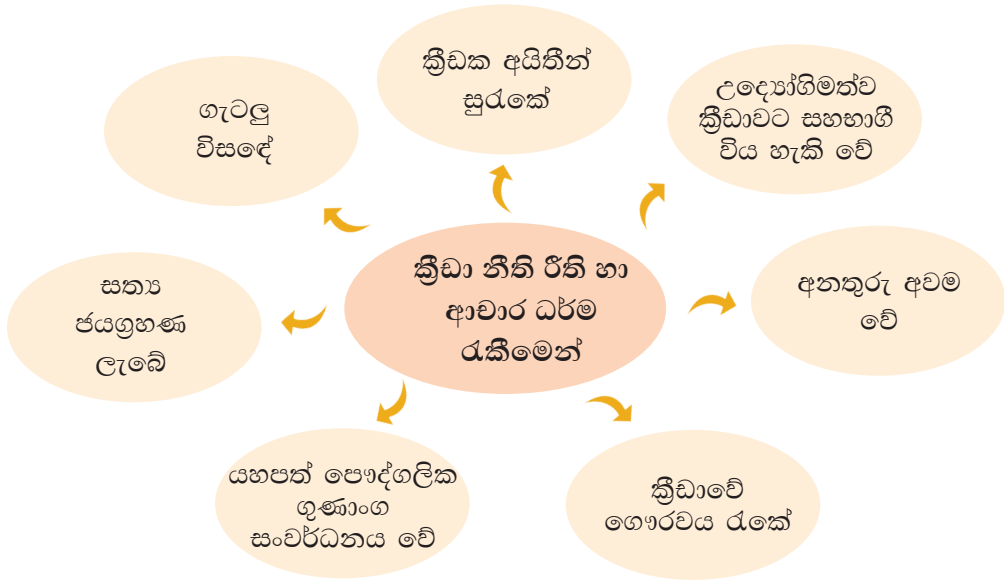 ක්‍රීඩක අයිතීන්
සුරැකේ
උද්‍යෝගිමත්ව
ක්‍රීඩාවට සහභාගී
විය හැකි වේ
ගැටලු
විසඳේ
අනතුරු අවම
වේ
ක්‍රීඩා නීති රීති හා
ආචාර ධර්ම
රැකීමෙන්
සත්‍ය
ජයග්‍රහණ
ලැබේ
යහපත් පෞද්ගලික
ගුණාංග
සංවර්ධනය වේ
ක්‍රීඩාවේ
ගෞරවය රැකේ